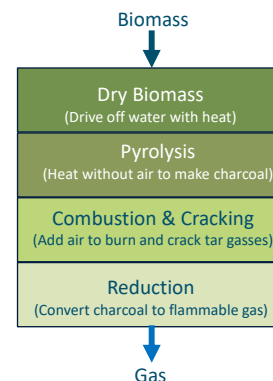 Biomass
Dry Biomass
(Drive off water with heat)
Pyrolysis
(Heat without air to make charcoal)
Combustion & Cracking
(Add air to burn and crack tar gasses)
Reduction
(Convert charcoal to flammable gas)
Gas